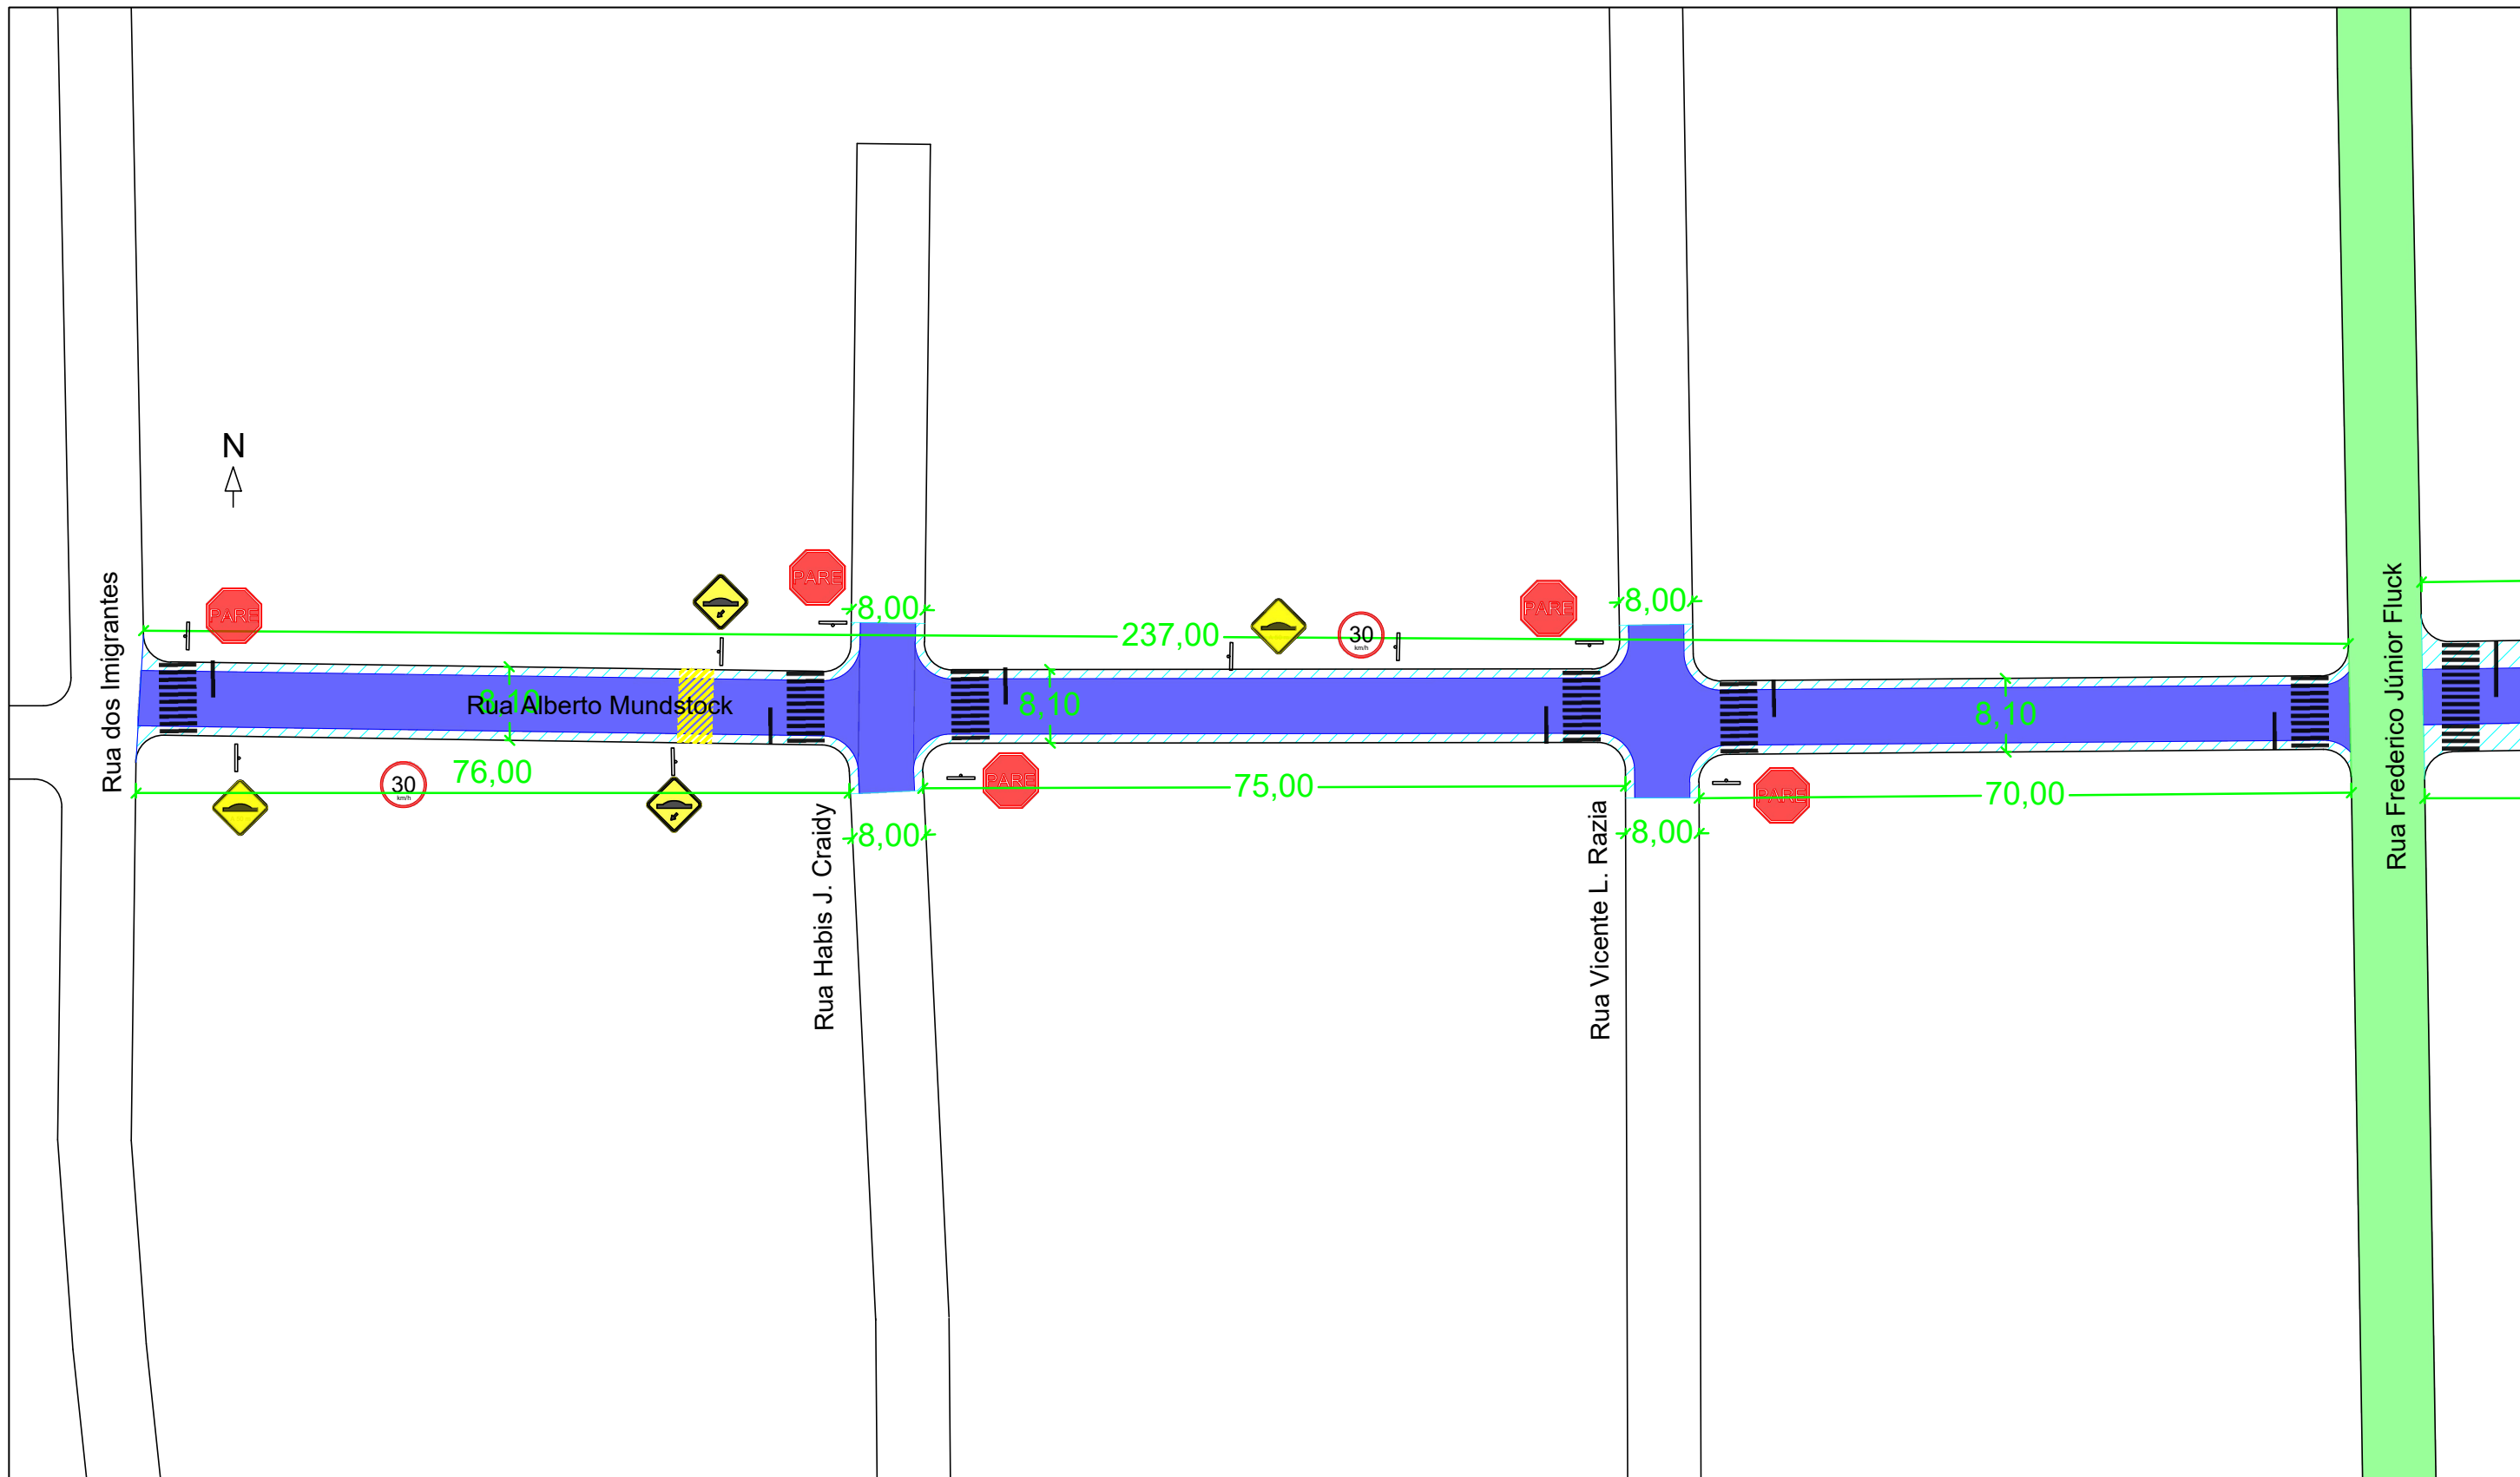 N
Rua dos Imigrantes
PARE
PARE
8,00
237,00
30
km/h
PARE
8,00
Rua Frederico Júnior Fluck
8,10
Rua Alberto Mundstock
8,10
8,10
76,00
30
km/h
PARE
75,00
PARE
70,00
Rua Habis J. Craidy
8,00
Rua Vicente L. Razia
8,00